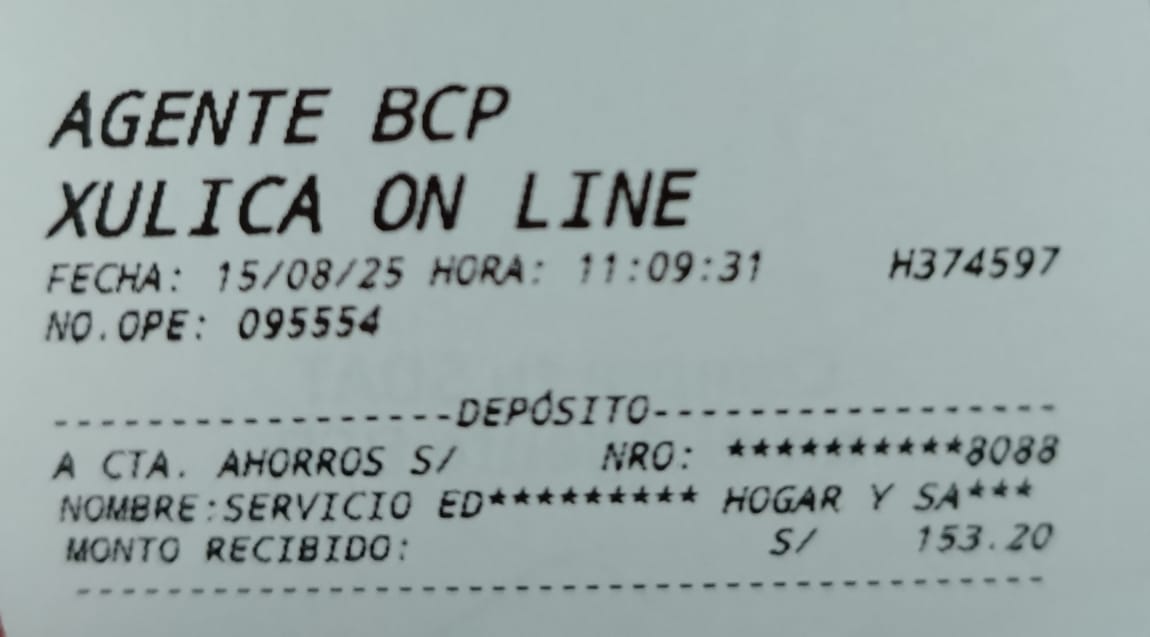 AGENTE BCP
XULICA ON LINE
FECHA: 15/08/25 HORA: 11:09:31 H374597
NO.OPE: 095554
-----------------DEPÓSITO-----------------
A CTA. AHORROS S/ NRO: **********8088
NOMBRE:SERVICIO ED********* HOGAR Y SA***
MONTO RECIBIDO: S/ 153.20
------------------------------------------